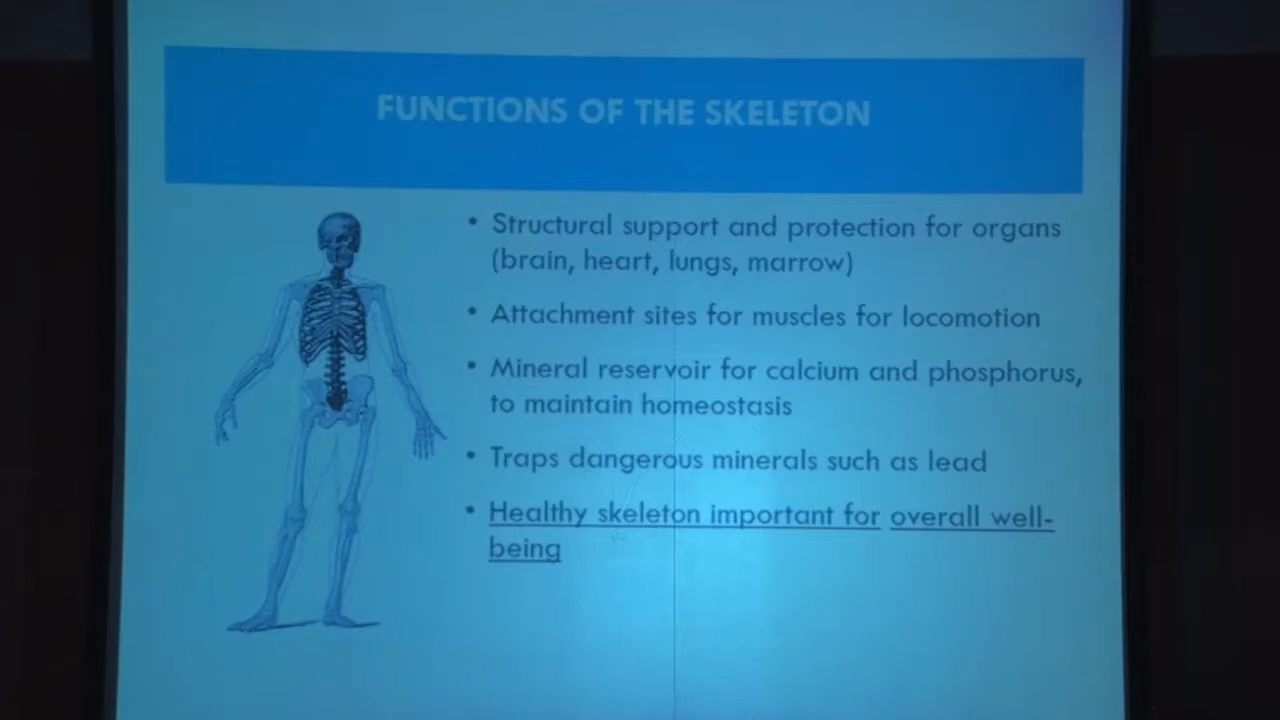 FUNCTIONS OF THE SKELETON
• Structural support and protection for organs
(brain, heart, lungs, marrow)
• Attachment sites for muscles for locomotion
• Mineral reservoir for calcium and phosphorus,
to maintain homeostasis
• Traps dangerous minerals such as lead
• Healthy skeleton important for overall well-
being